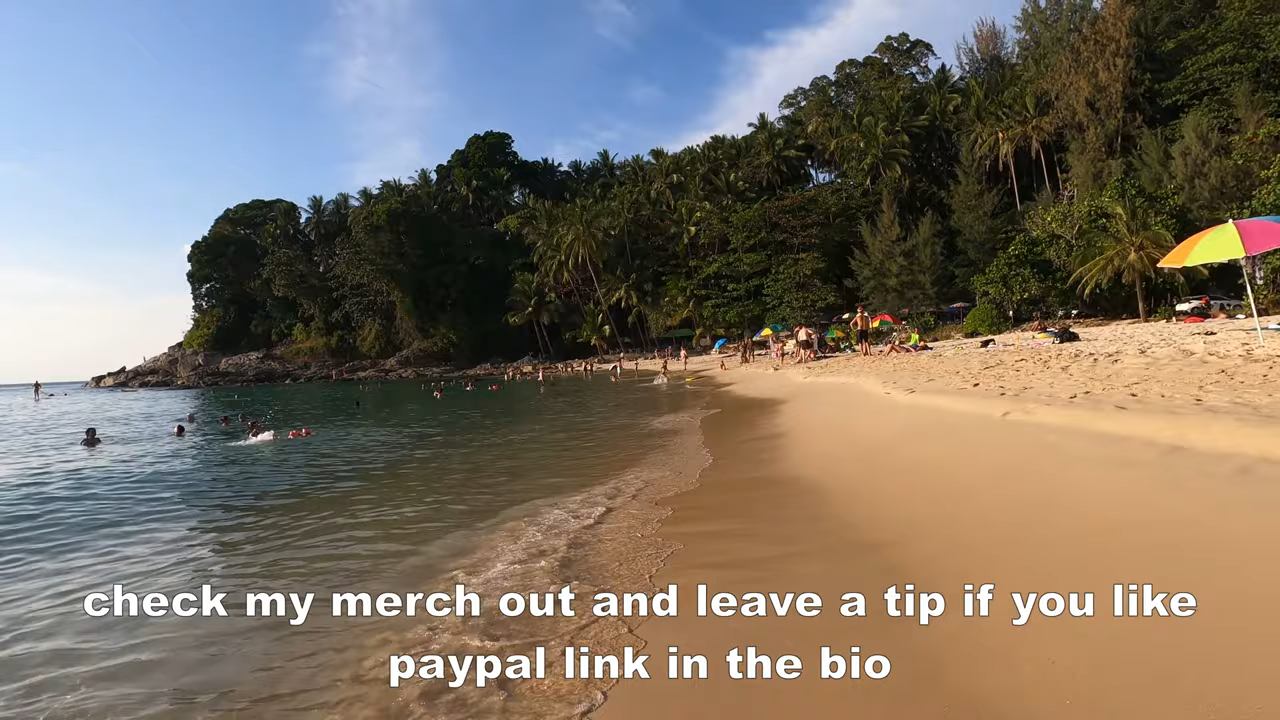 check my merch out and leave a tip if you like
paypal link in the bio